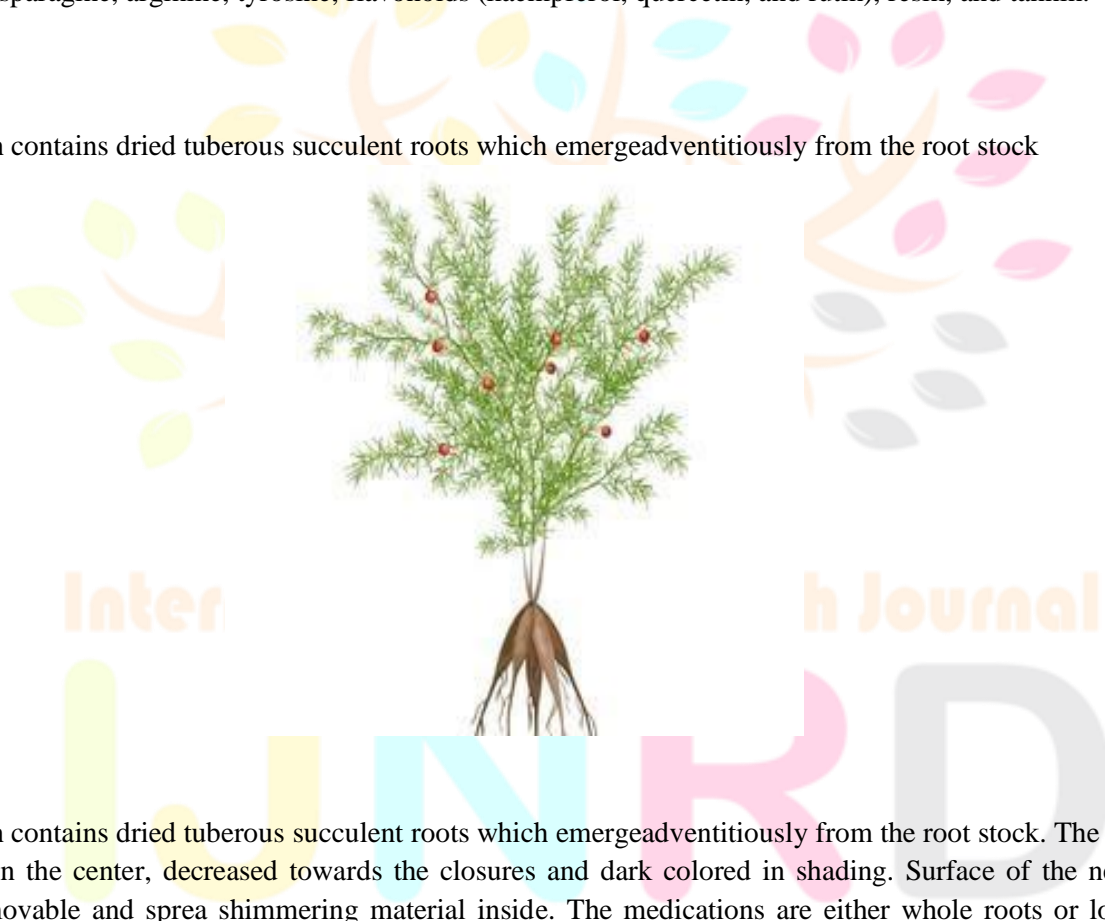 sparagine, arginine, tyrosine, flavonoids (kaempferol, quercetin, and rutin), resin, and tannin.
contains dried tuberous succulent roots which emergeadventitiously from the root stock
Inter h Journal
IJNRD
contains dried tuberous succulent roots which emergeadventitiously from the root stock. The
n the center, decreased towards the closures and dark colored in shading. Surface of the
novable and sprea shimmering material inside. The medications are either whole roots or